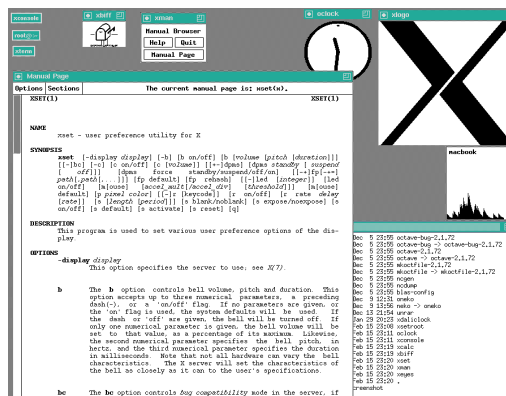 xconsole
xbiff
xman
oclock
xlogo
root@
xterm
Manual Browser
Help Quit
Manual Page
Manual Page
Options Sections The current manual page is: xset(x).
XSET(1) XSET(1)
NAME
xset - user preference utility for X
SYNOPSIS
xset [-display display] [-b] [b on/off] [b [volume [pitch [duration]]]
[[-]bc] [-c] [c on/off] [c [volume]] [[+-]dpms] [dpms standby [ suspend
[ off]]] [dpms force standby/suspend/off/on] [[-+]fp[-+=]
path[,path[,...]]] [fp default] [fp rehash] [[-]led [integer]] [led
on/off] [m[ouse] [accel_mult[/accel_div] [threshold]]] [m[ouse]
default] [p pixel color] [[-]r [keycode]] [r on/off] [r rate delay
[rate]] [s [length [period]]] [s blank/noblank] [s expose/noexpose] [s
on/off] [s default] [s activate] [s reset] [q]
DESCRIPTION
This program is used to set various user preference options of the dis-
play.
OPTIONS
-display display
This option specifies the server to use; see X(7).
b The b option controls bell volume, pitch and duration. This
option accepts up to three numerical parameters, a preceding
dash(-), or a 'on/off' flag. If no parameters are given, or
the 'on' flag is used, the system defaults will be used. If
the dash or 'off' are given, the bell will be turned off. If
only one numerical parameter is given, the bell volume will be
set to that value, as a percentage of its maximum. Likewise,
the second numerical parameter specifies the bell pitch, in
hertz, and the third numerical parameter specifies the duration
in milliseconds. Note that not all hardware can vary the bell
characteristics. The X server will set the characteristics of
the bell as closely as it can to the user's specifications.
bc The bc option controls bug compatibility mode in the server, if
macbook
Dec 5 23:55 octave-bug-2.1.72
Dec 5 23:55 octave-bug -> octave-bug-2.1.72
Dec 5 23:55 octave-2.1.72
Dec 5 23:55 octave -> octave-2.1.72
Dec 5 23:55 mkoctfile-2.1.72
Dec 5 23:55 mkoctfile -> mkoctfile-2.1.72
Dec 5 23:55 ncgen
Dec 5 23:55 ncdump
Dec 5 23:55 blas-config
Dec 9 12:31 oneko
Dec 9 13:56 neko -> oneko
Dec 13 21:54 unrar
Jan 29 20:23 xdaliclock
Feb 15 23:08 xsetroot
Feb 15 23:11 oclock
Feb 15 23:11 xconsole
Feb 15 23:19 xcalc
Feb 15 23:19 xbiff
Feb 15 23:20 xset
Feb 15 23:20 xman
Feb 15 23:20 xeyes
Feb 15 23:20 .
creenshot